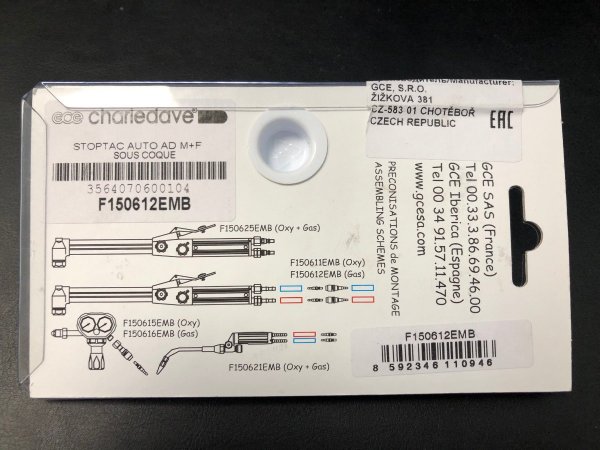 gce chariedave
STOPTAC AUTO AD M+F
SOUS COQUE
3564070600104
F150612EMB
Manufacturer:
GCE, S.R.O.
ŽIŽKOVA 381
CZ-583 01 CHOTĚBOŘ
CZECH REPUBLIC
EAC
GCE SAS (France)
Tel 00.33.3.86.69.46.00
GCE Iberica (Espagne)
Tel 00 34 91.57.11.470
www.gcesa.com
PRECONISATIONS de MONTAGE
ASSEMBLING SCHEMES
F150625EMB (Oxy + Gas)
F150611EMB (Oxy)
F150612EMB (Gas)
F150615EMB (Oxy)
F150616EMB (Gas)
F150621EMB (Oxy + Gas)
F150612EMB
8 592346 110946